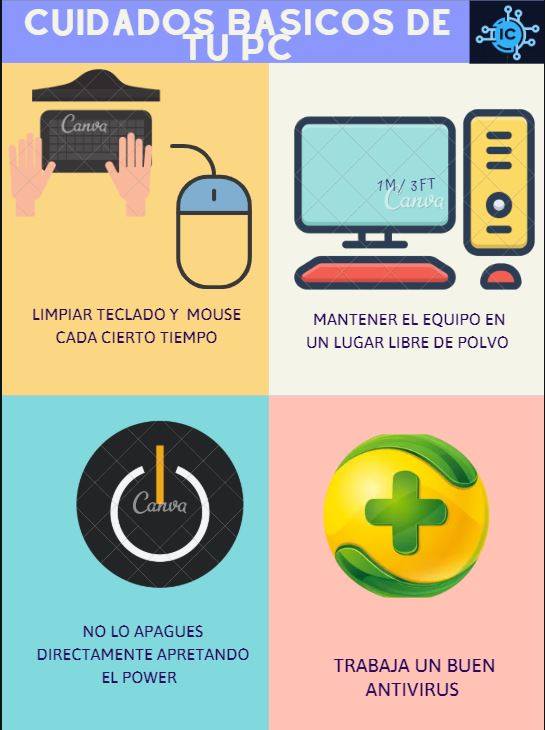 CUIDADOS BASICOS DE
TU PC
IC
Canva
1M/ 3FT
Canva
LIMPIAR TECLADO Y MOUSE
CADA CIERTO TIEMPO
MANTENER EL EQUIPO EN
UN LUGAR LIBRE DE POLVO
Canva
NO LO APAGUES
DIRECTAMENTE APRETANDO
EL POWER
TRABAJA UN BUEN
ANTIVIRUS